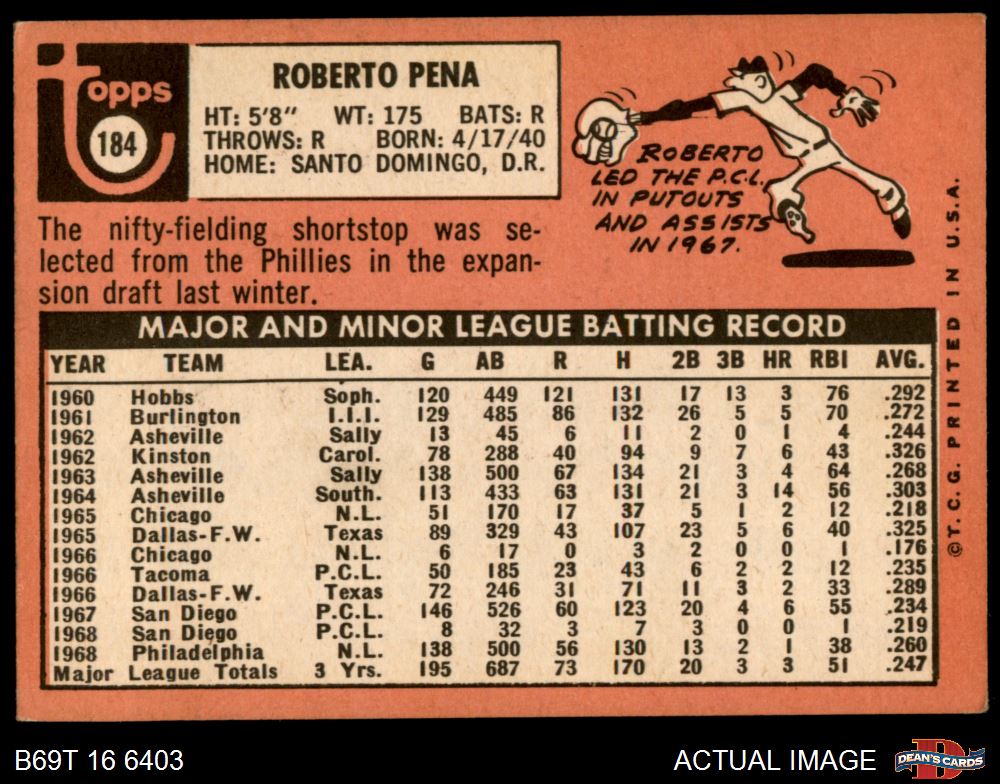 Topps
184
ROBERTO PENA
HT: 5'8" WT: 175 BATS: R
THROWS: R BORN: 4/17/40
HOME: SANTO DOMINGO, D.R.
ROBERTO
LED THE P.C.L.
IN PUTOUTS
AND ASSISTS
IN 1967.
The nifty-fielding shortstop was se-
lected from the Phillies in the expan-
sion draft last winter.
MAJOR AND MINOR LEAGUE BATTING RECORD
YEAR TEAM LEA. G AB R H 2B 3B HR RBI AVG.
1960 Hobbs Soph. 120 449 121 131 17 13 3 76 .292
1961 Burlington I.I.I. 129 485 86 132 26 5 5 70 .272
1962 Asheville Sally 13 45 6 11 2 0 1 4 .244
1962 Kinston Carol. 78 288 40 94 9 7 6 43 .326
1963 Asheville Sally 138 500 67 134 21 3 4 64 .268
1964 Asheville South. 113 433 63 131 21 3 14 56 .303
1965 Chicago N.L. 51 170 17 37 5 1 2 12 .218
1965 Dallas-F.W. Texas 89 329 43 107 23 5 6 40 .325
1966 Chicago N.L. 6 17 0 3 2 0 0 1 .176
1966 Tacoma P.C.L. 50 185 23 43 6 2 2 12 .235
1966 Dallas-F.W. Texas 72 246 31 71 11 3 2 33 .289
1967 San Diego P.C.L. 146 526 60 123 20 4 6 55 .234
1968 San Diego P.C.L. 8 32 3 7 3 0 0 1 .219
1968 Philadelphia N.L. 138 500 56 130 13 2 1 38 .260
Major League Totals 3 Yrs. 195 687 73 170 20 3 3 51 .247
© T.C.G. PRINTED IN U.S.A.
B69T 16 6403
ACTUAL IMAGE
DEAN'S CARDS